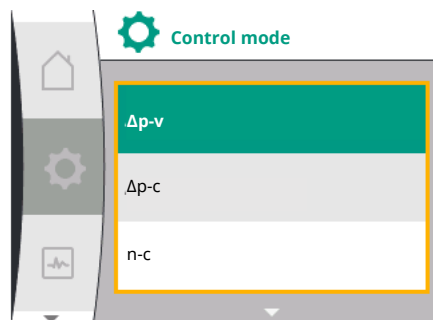 Control mode
Δp-v
Δp-c
n-c